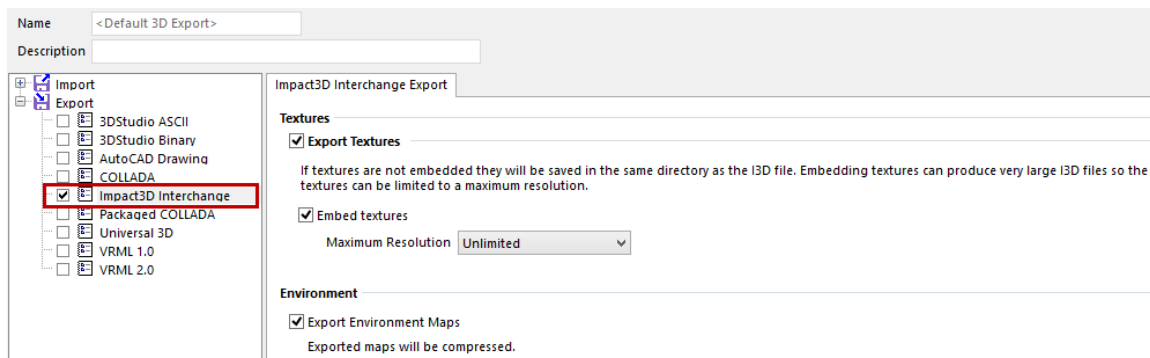 Name <Default 3D Export>
Description
Import
Export
3DStudio ASCII
3DStudio Binary
AutoCAD Drawing
COLLADA
Impact3D Interchange
Packaged COLLADA
Universal 3D
VRML 1.0
VRML 2.0
Impact3D Interchange Export
Textures
Export Textures
If textures are not embedded they will be saved in the same directory as the I3D file. Embedding textures can produce very large I3D files so the
textures can be limited to a maximum resolution.
Embed textures
Maximum Resolution Unlimited
Environment
Export Environment Maps
Exported maps will be compressed.